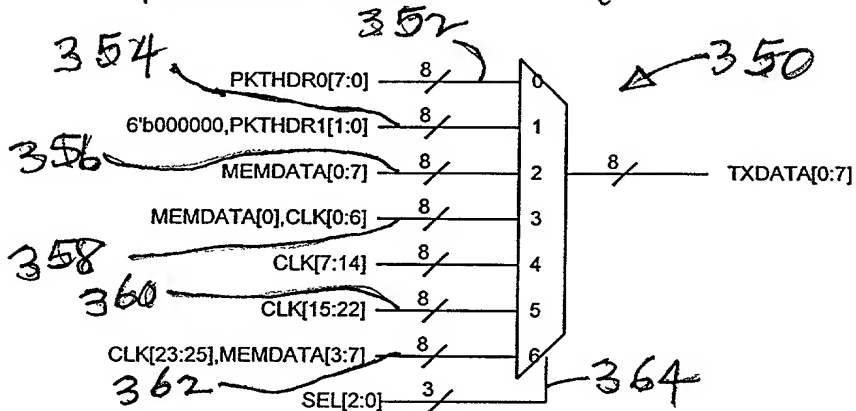 352
354
350
PKTHDR0[7:0] 8 0
6'b000000,PKTHDR1[1:0] 8 1
356
MEMDATA[0:7] 8 2 8 TXDATA[0:7]
MEMDATA[0],CLK[0:6] 8 3
358
CLK[7:14] 8 4
360
CLK[15:22] 8 5
CLK[23:25],MEMDATA[3:7] 8 6
362
SEL[2:0] 3
364